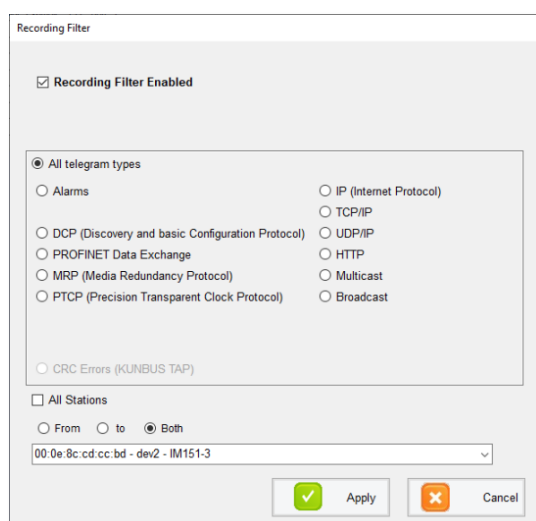 Recording Filter
Recording Filter Enabled
All telegram types
Alarms
IP (Internet Protocol)
TCP/IP
DCP (Discovery and basic Configuration Protocol)
UDP/IP
PROFINET Data Exchange
HTTP
MRP (Media Redundancy Protocol)
Multicast
PTCP (Precision Transparent Clock Protocol)
Broadcast
CRC Errors (KUNBUS TAP)
All Stations
From to Both
00:0e:8c:cd:cc:bd - dev2 - IM151-3
Apply Cancel